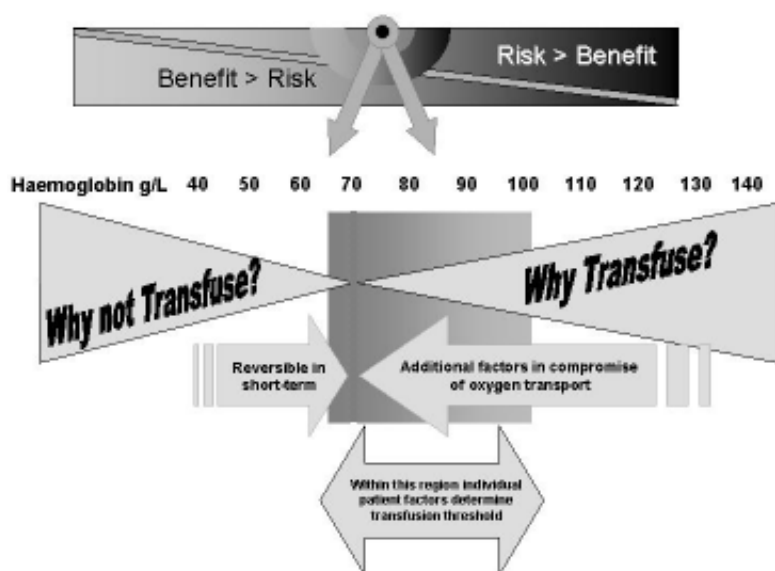 Benefit > Risk
Risk > Benefit
Haemoglobin g/L 40 50 60 70 80 90 100 110 120 130 140
Why not Transfuse?
Why Transfuse?
Reversible in
short-term
Additional factors in compromise
of oxygen transport
Within this region individual
patient factors determine
transfusion threshold